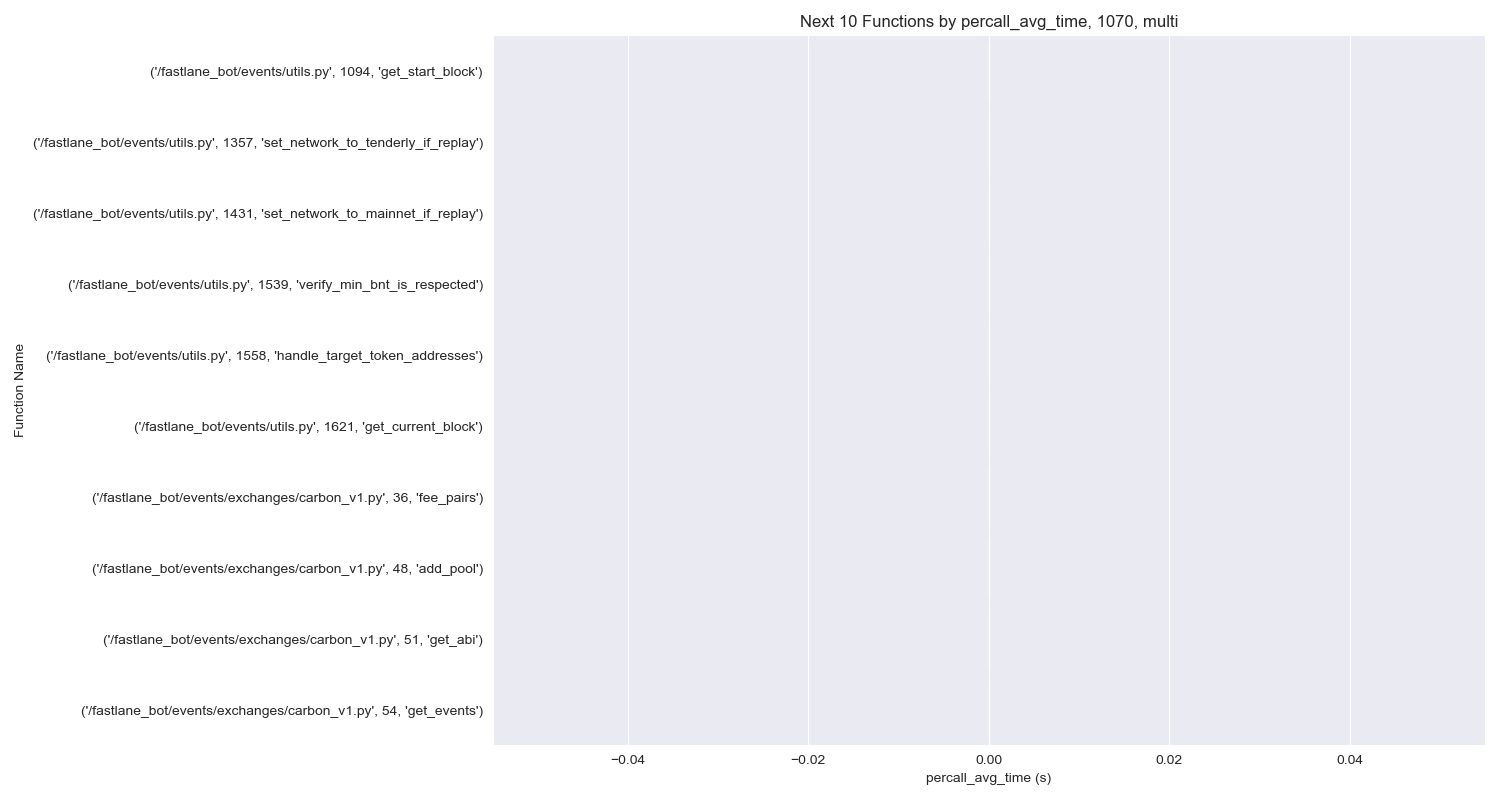 Next 10 Functions by percall_avg_time, 1070, multi
('/fastlane_bot/events/utils.py', 1094, 'get_start_block')
('/fastlane_bot/events/utils.py', 1357, 'set_network_to_tenderly_if_replay')
('/fastlane_bot/events/utils.py', 1431, 'set_network_to_mainnet_if_replay')
('/fastlane_bot/events/utils.py', 1539, 'verify_min_bnt_is_respected')
('/fastlane_bot/events/utils.py', 1558, 'handle_target_token_addresses')
('/fastlane_bot/events/utils.py', 1621, 'get_current_block')
('/fastlane_bot/events/exchanges/carbon_v1.py', 36, 'fee_pairs')
('/fastlane_bot/events/exchanges/carbon_v1.py', 48, 'add_pool')
('/fastlane_bot/events/exchanges/carbon_v1.py', 51, 'get_abi')
('/fastlane_bot/events/exchanges/carbon_v1.py', 54, 'get_events')
Function Name
−0.04 −0.02 0.00 0.02 0.04
percall_avg_time (s)